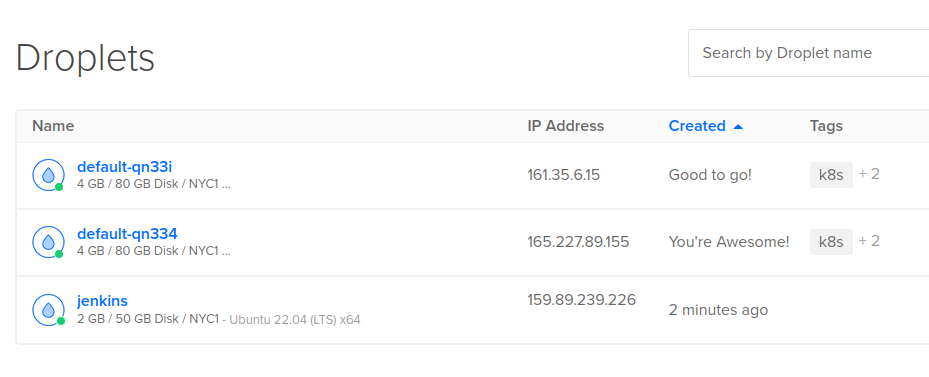 Droplets
Search by Droplet name
Name IP Address Created Tags
default-qn33i
4 GB / 80 GB Disk / NYC1 ...
161.35.6.15 Good to go! k8s + 2
default-qn334
4 GB / 80 GB Disk / NYC1 ...
165.227.89.155 You're Awesome! k8s + 2
jenkins
2 GB / 50 GB Disk / NYC1 - Ubuntu 22.04 (LTS) x64
159.89.239.226 2 minutes ago